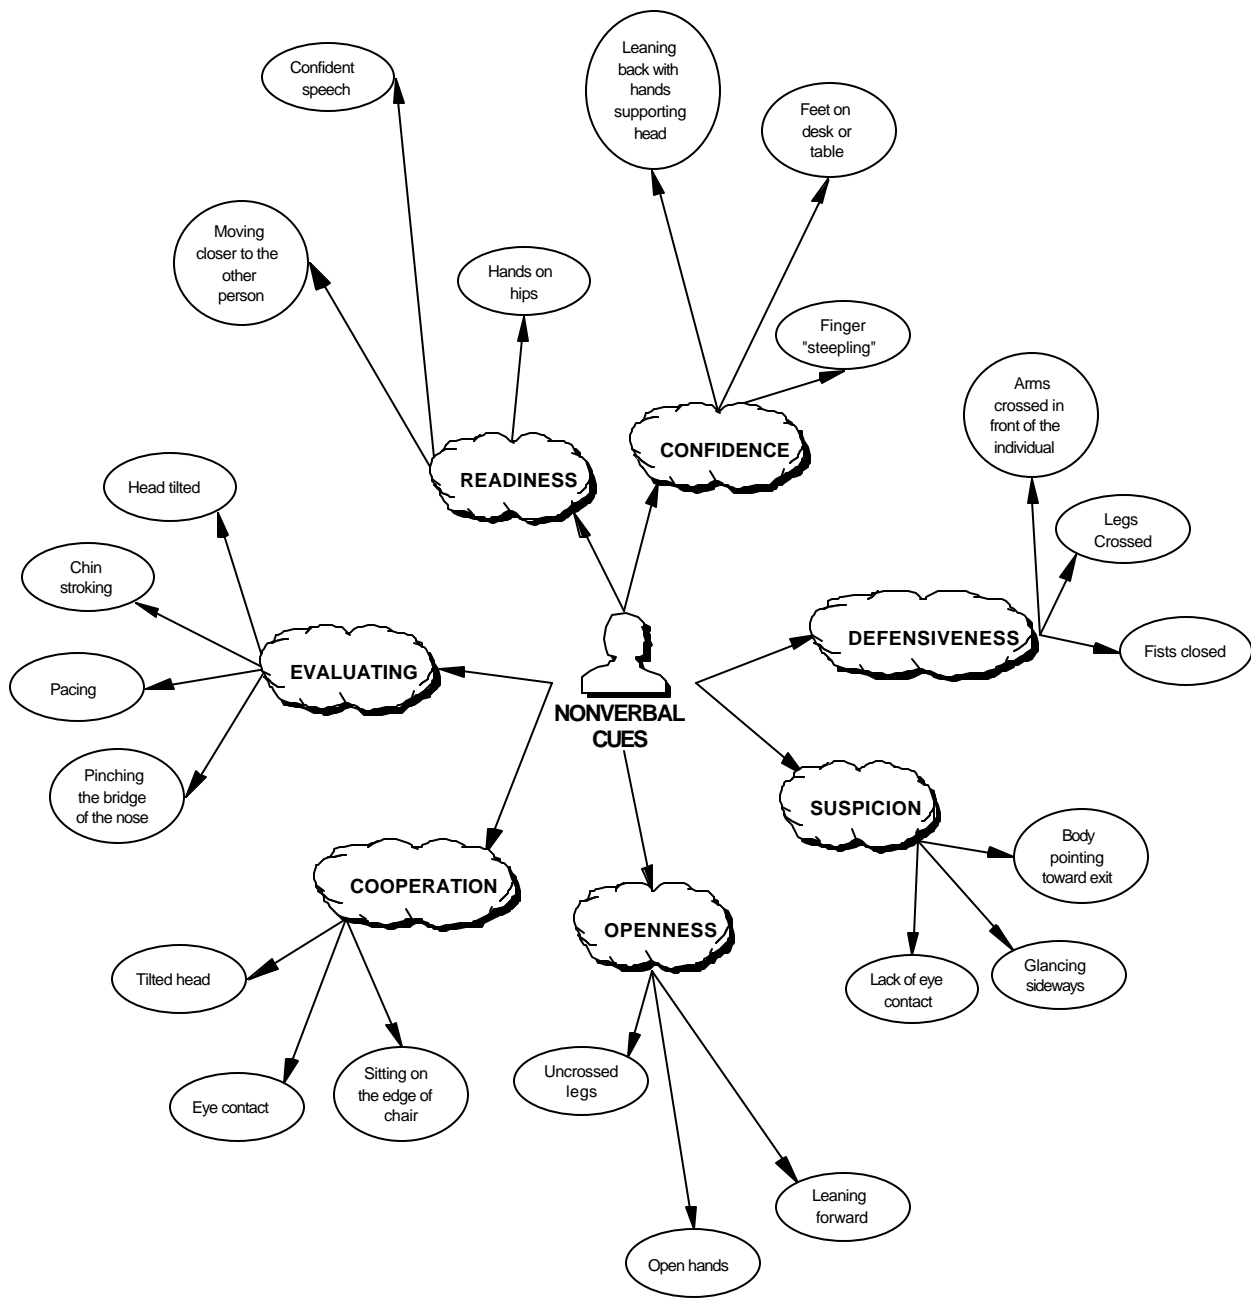 Leaning
back with
hands
supporting
head
Confident
speech
Feet on
desk or
table
Moving
closer to the
other
person
Hands on
hips
Finger
"steepling"
Arms
crossed in
front of the
individual
CONFIDENCE
READINESS
Head tilted
Legs
Crossed
Chin
stroking
DEFENSIVENESS
Fists closed
EVALUATING
Pacing
NONVERBAL
CUES
Pinching
the bridge
of the nose
SUSPICION
Body
pointing
toward exit
COOPERATION
OPENNESS
Tilted head
Lack of eye
contact
Glancing
sideways
Eye contact
Sitting on
the edge of
chair
Uncrossed
legs
Leaning
forward
Open hands